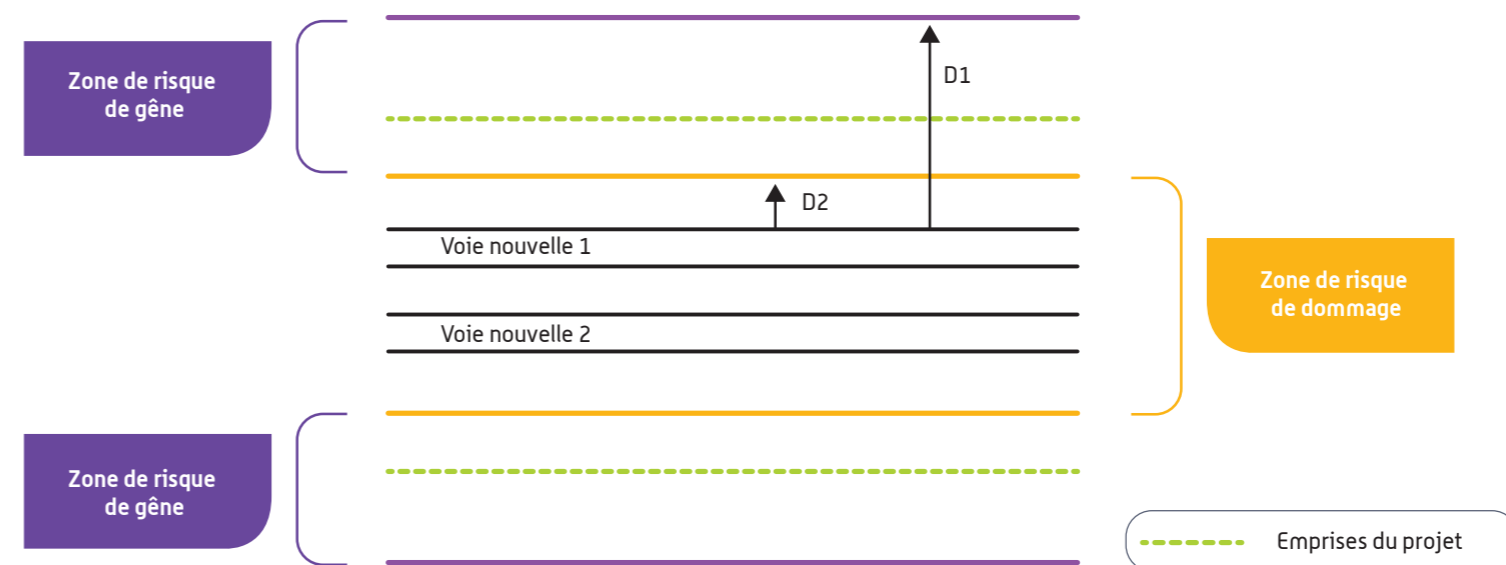 Zone de risque
de gêne
D1
D2
Voie nouvelle 1
Voie nouvelle 2
Zone de risque
de dommage
Zone de risque
de gêne
Emprises du projet